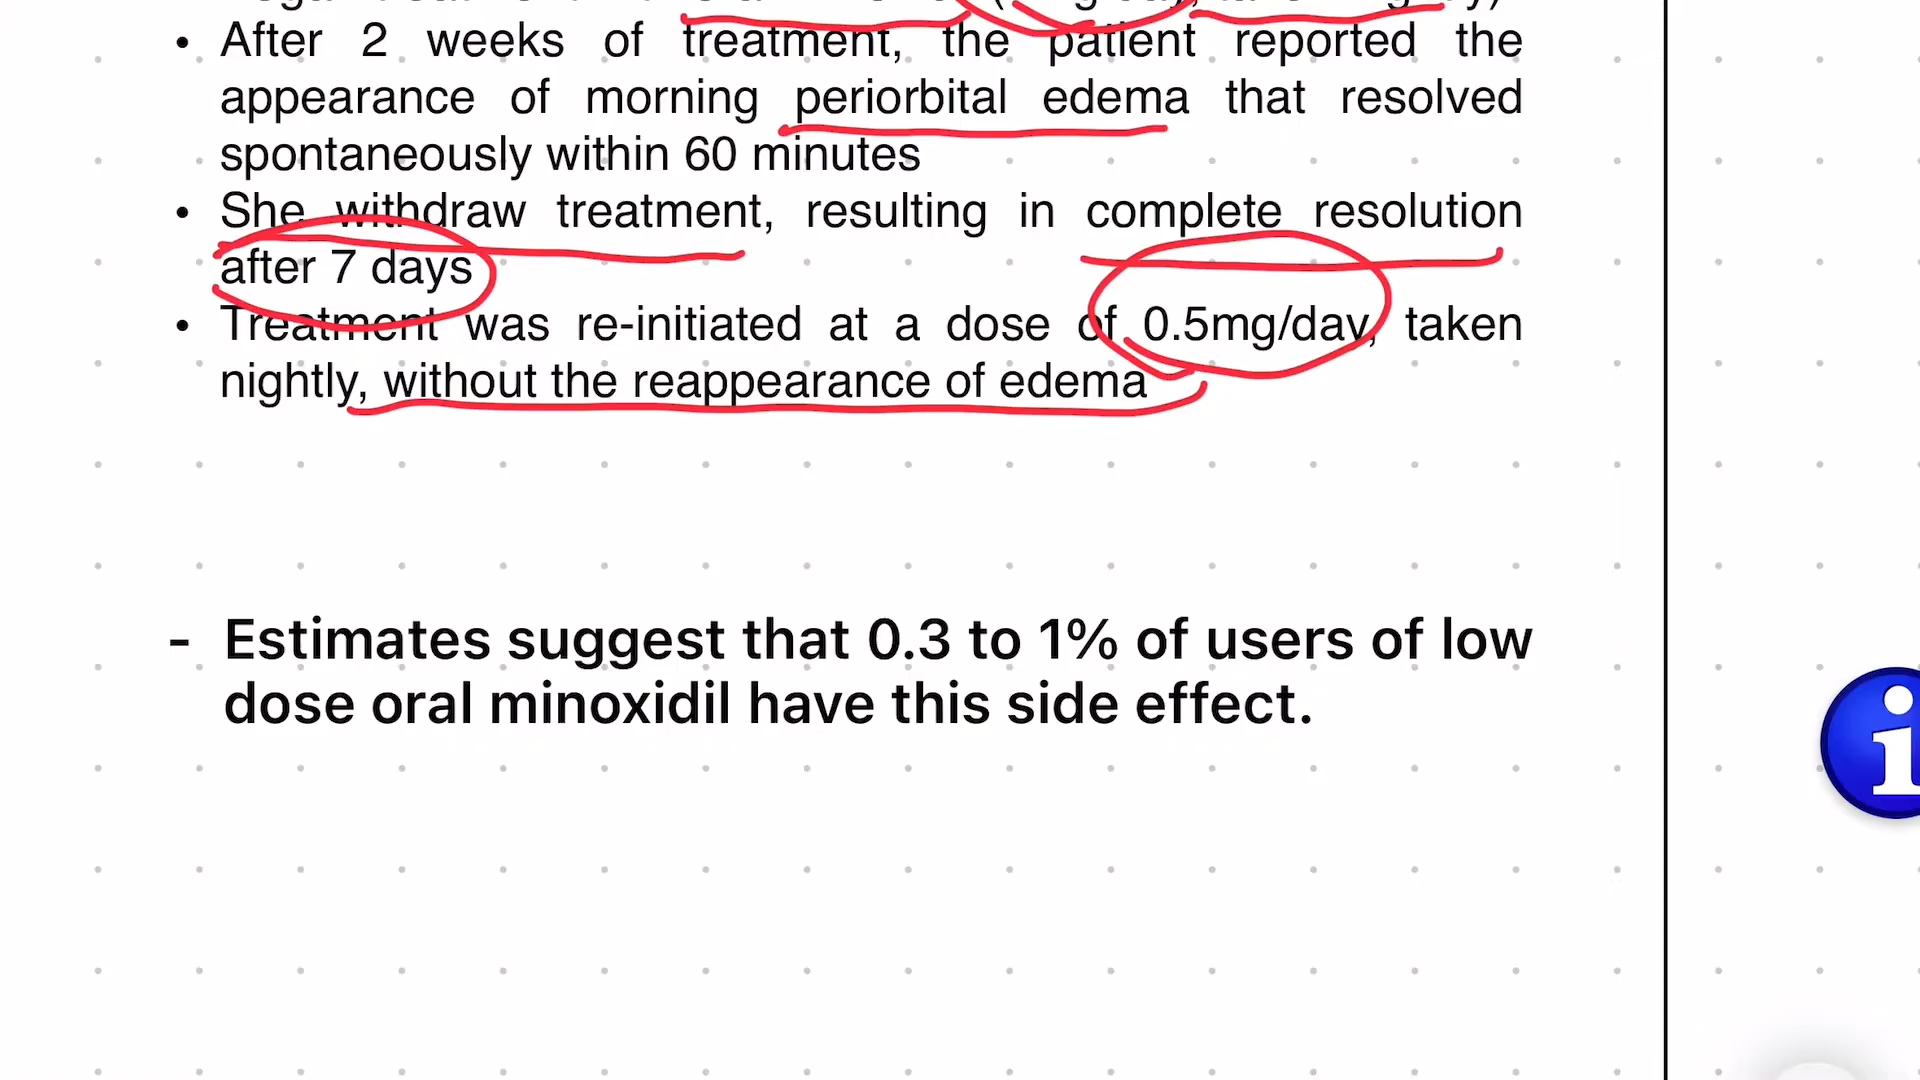 • After 2 weeks of treatment, the patient reported the
appearance of morning periorbital edema that resolved
spontaneously within 60 minutes
• She withdraw treatment, resulting in complete resolution
after 7 days
• Treatment was re-initiated at a dose of 0.5mg/day, taken
nightly, without the reappearance of edema
- Estimates suggest that 0.3 to 1% of users of low
dose oral minoxidil have this side effect.
i